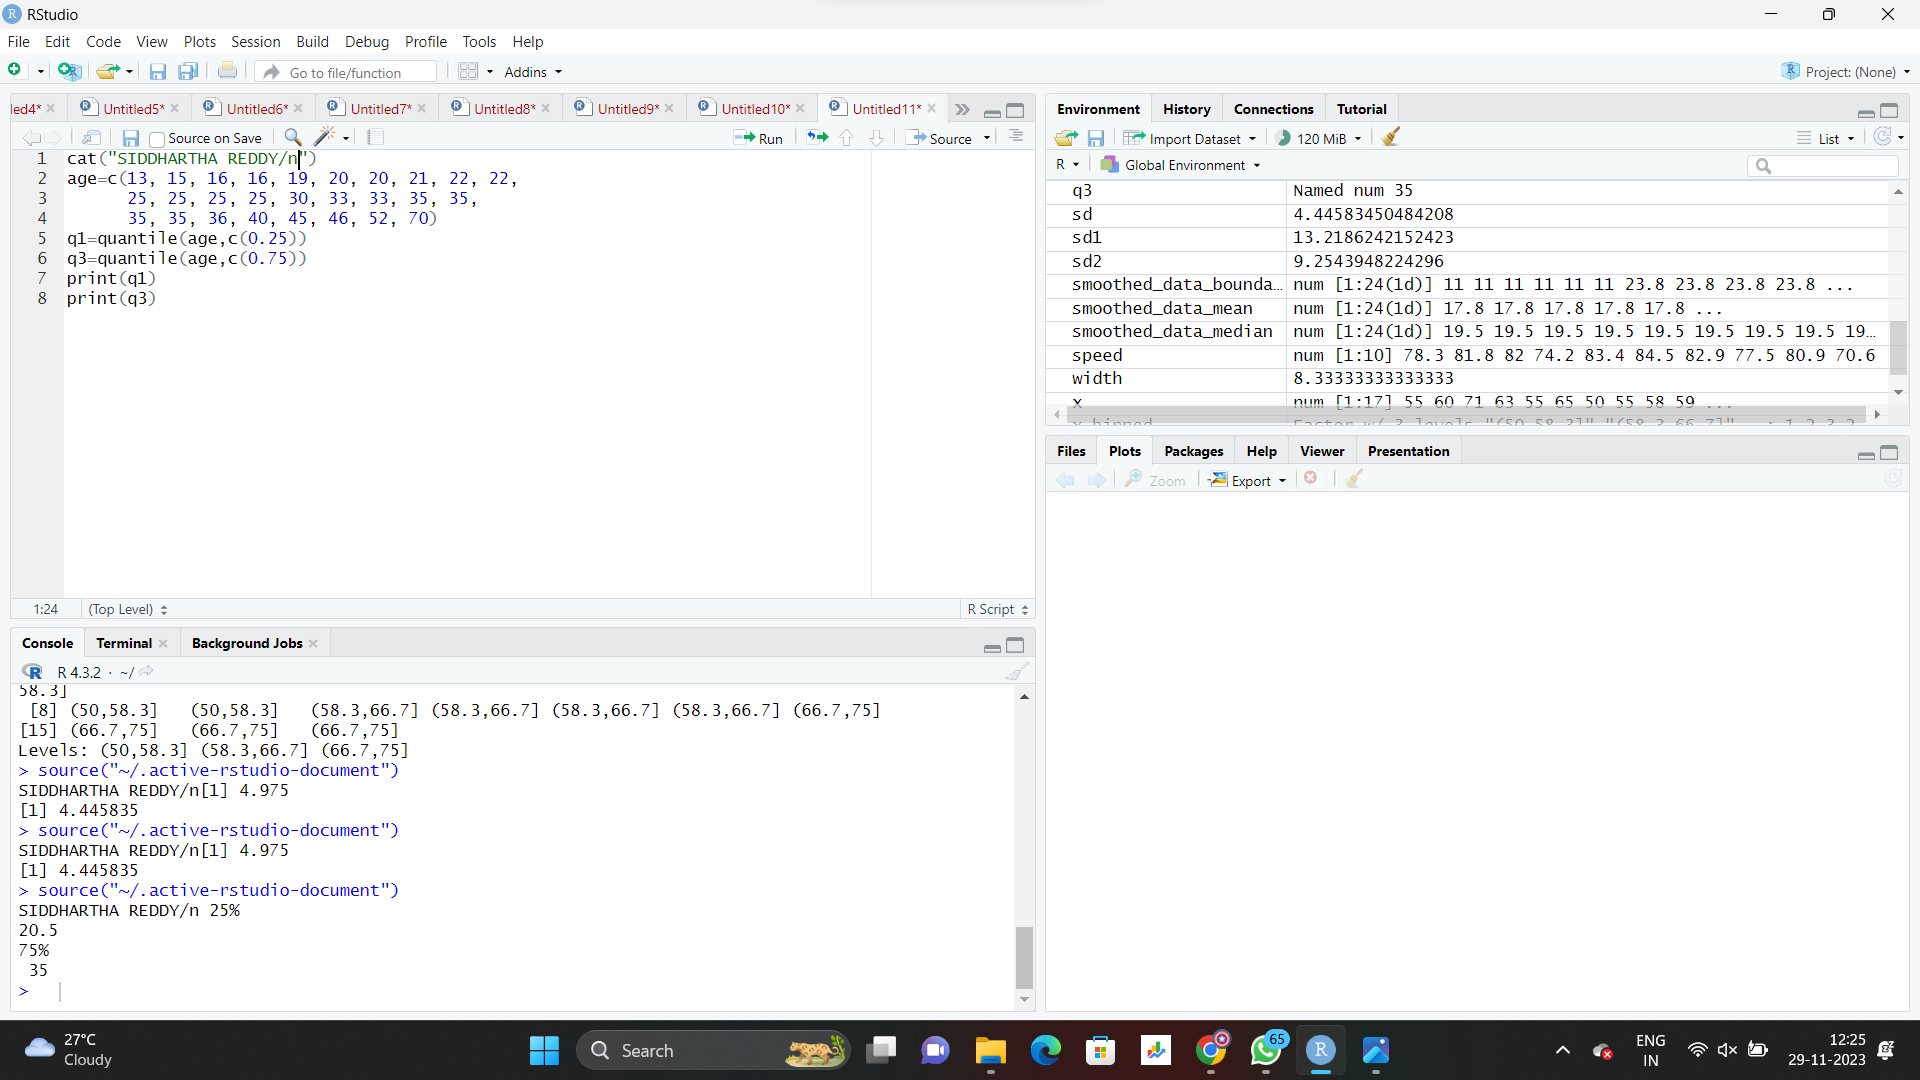 RStudio
File Edit Code View Plots Session Build Debug Profile Tools Help
Go to file/function Addins Project: (None)
led4* Untitled5* Untitled6* Untitled7* Untitled8* Untitled9* Untitled10* Untitled11*
Source on Save Run Source
1 cat("SIDDHARTHA REDDY/n")
2 age=c(13, 15, 16, 16, 19, 20, 20, 21, 22, 22,
3 25, 25, 25, 25, 30, 33, 33, 35, 35,
4 35, 35, 36, 40, 45, 46, 52, 70)
5 q1=quantile(age,c(0.25))
6 q3=quantile(age,c(0.75))
7 print(q1)
8 print(q3)
1:24 (Top Level) R Script
Console Terminal Background Jobs
R 4.3.2 · ~/
58.3]
[8] (50,58.3] (50,58.3] (58.3,66.7] (58.3,66.7] (58.3,66.7] (58.3,66.7] (66.7,75]
[15] (66.7,75] (66.7,75] (66.7,75]
Levels: (50,58.3] (58.3,66.7] (66.7,75]
> source("~/.active-rstudio-document")
SIDDHARTHA REDDY/n[1] 4.975
[1] 4.445835
> source("~/.active-rstudio-document")
SIDDHARTHA REDDY/n[1] 4.975
[1] 4.445835
> source("~/.active-rstudio-document")
SIDDHARTHA REDDY/n 25%
20.5
75%
35
>
Environment History Connections Tutorial
Import Dataset 120 MiB List
R Global Environment
q3 Named num 35
sd 4.44583450484208
sd1 13.2186242152423
sd2 9.2543948224296
smoothed_data_bounda… num [1:24(1d)] 11 11 11 11 11 11 23.8 23.8 23.8 23.8 ...
smoothed_data_mean num [1:24(1d)] 17.8 17.8 17.8 17.8 17.8 ...
smoothed_data_median num [1:24(1d)] 19.5 19.5 19.5 19.5 19.5 19.5 19.5 19.5 19…
speed num [1:10] 78.3 81.8 82 74.2 83.4 84.5 82.9 77.5 80.9 70.6
width 8.33333333333333
x num [1:17] 55 60 71 63 55 65 50 55 58 59 ...
x_binned Factor w/ 3 levels "(50,58.3]","(58.3,66.7]",..: 1 2 3 2
Files Plots Packages Help Viewer Presentation
Zoom Export
27°C
Cloudy
Search
65
ENG
IN
12:25
29-11-2023